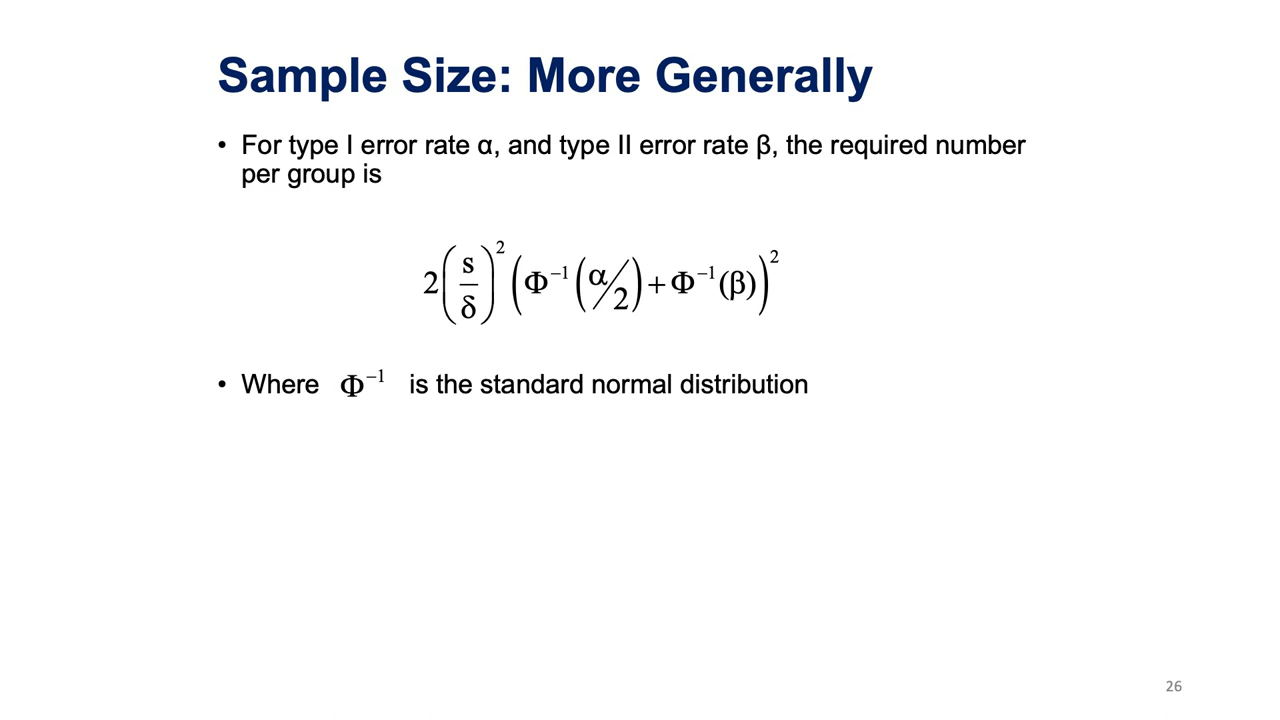 Sample Size: More Generally
• For type I error rate α, and type II error rate β, the required number
per group is
2(s/δ)² (Φ⁻¹(α/2) + Φ⁻¹(β))²
• Where Φ⁻¹ is the standard normal distribution
26